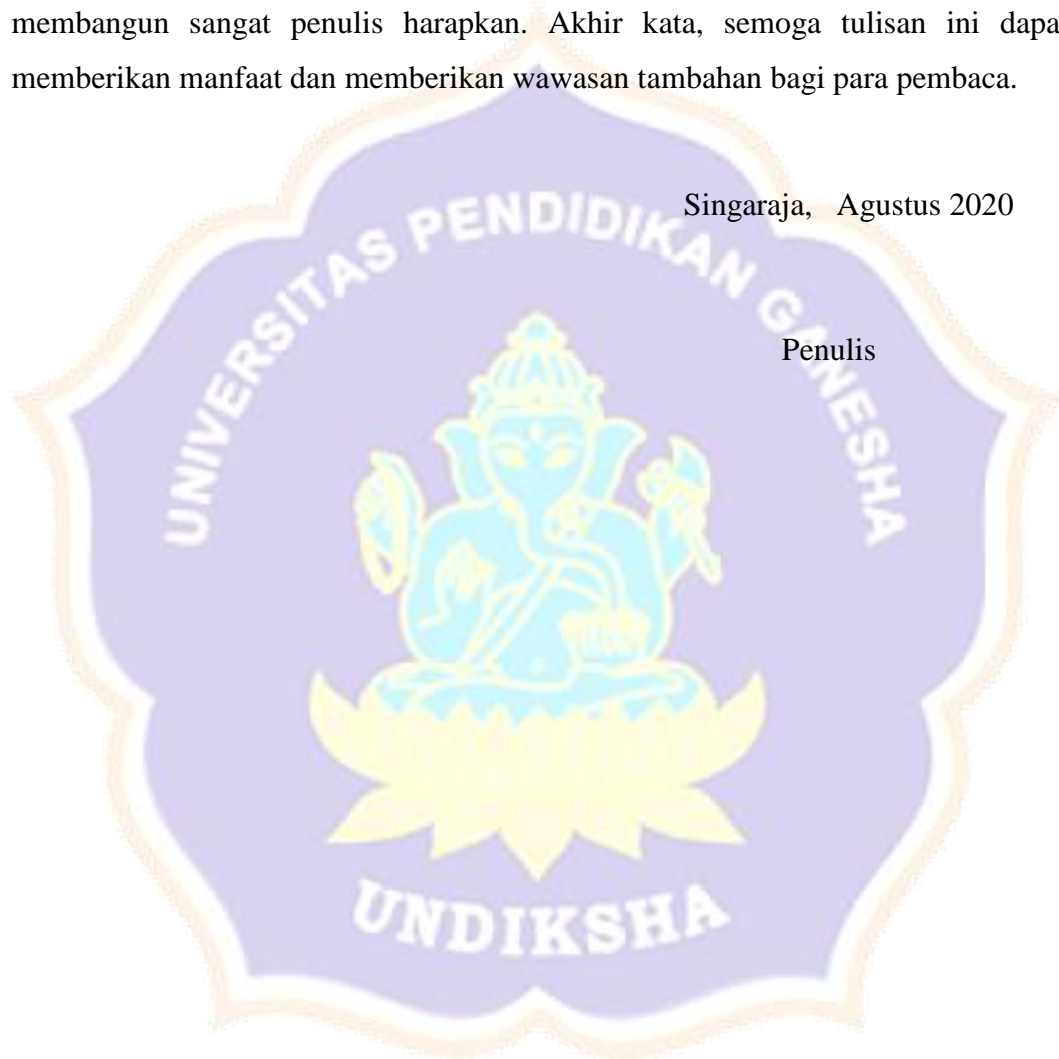 membangun sangat penulis harapkan. Akhir kata, semoga tulisan ini dapa
memberikan manfaat dan memberikan wawasan tambahan bagi para pembaca.
Singaraja, Agustus 2020
Penulis
UNIVERSITAS PENDIDIKAN GANESHA
UNDIKSHA